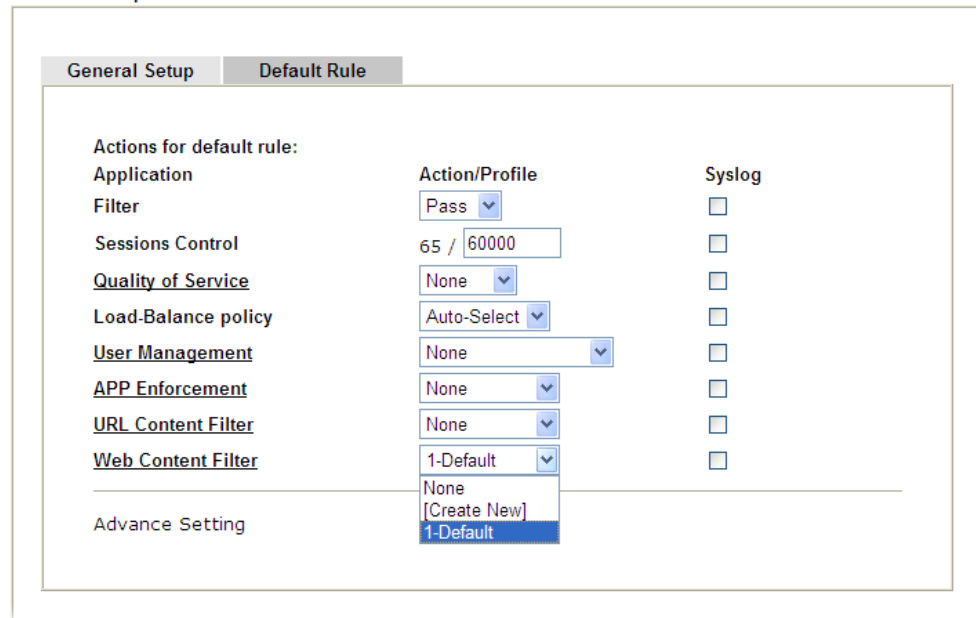 General Setup Default Rule
Actions for default rule:
Application Action/Profile Syslog
Filter Pass
Sessions Control 65 / 60000
Quality of Service None
Load-Balance policy Auto-Select
User Management None
APP Enforcement None
URL Content Filter None
Web Content Filter 1-Default
None
[Create New]
1-Default
Advance Setting